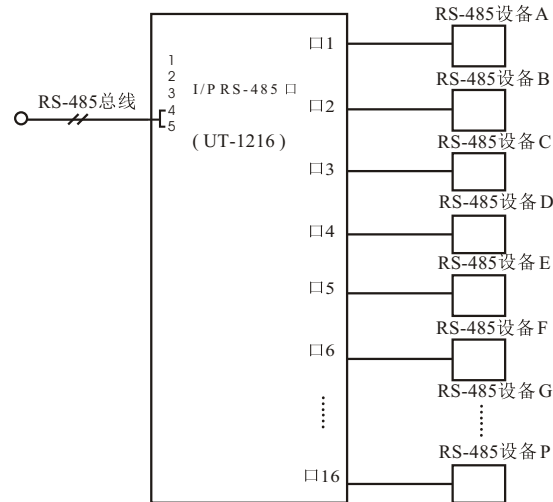 RS-485设备A
口1
1
2
3
4
5
I/P RS-485 口
(UT-1216)
RS-485总线
RS-485设备B
口2
RS-485设备C
口3
RS-485设备D
口4
RS-485设备E
口5
RS-485设备F
口6
RS-485设备G
RS-485设备P
口16